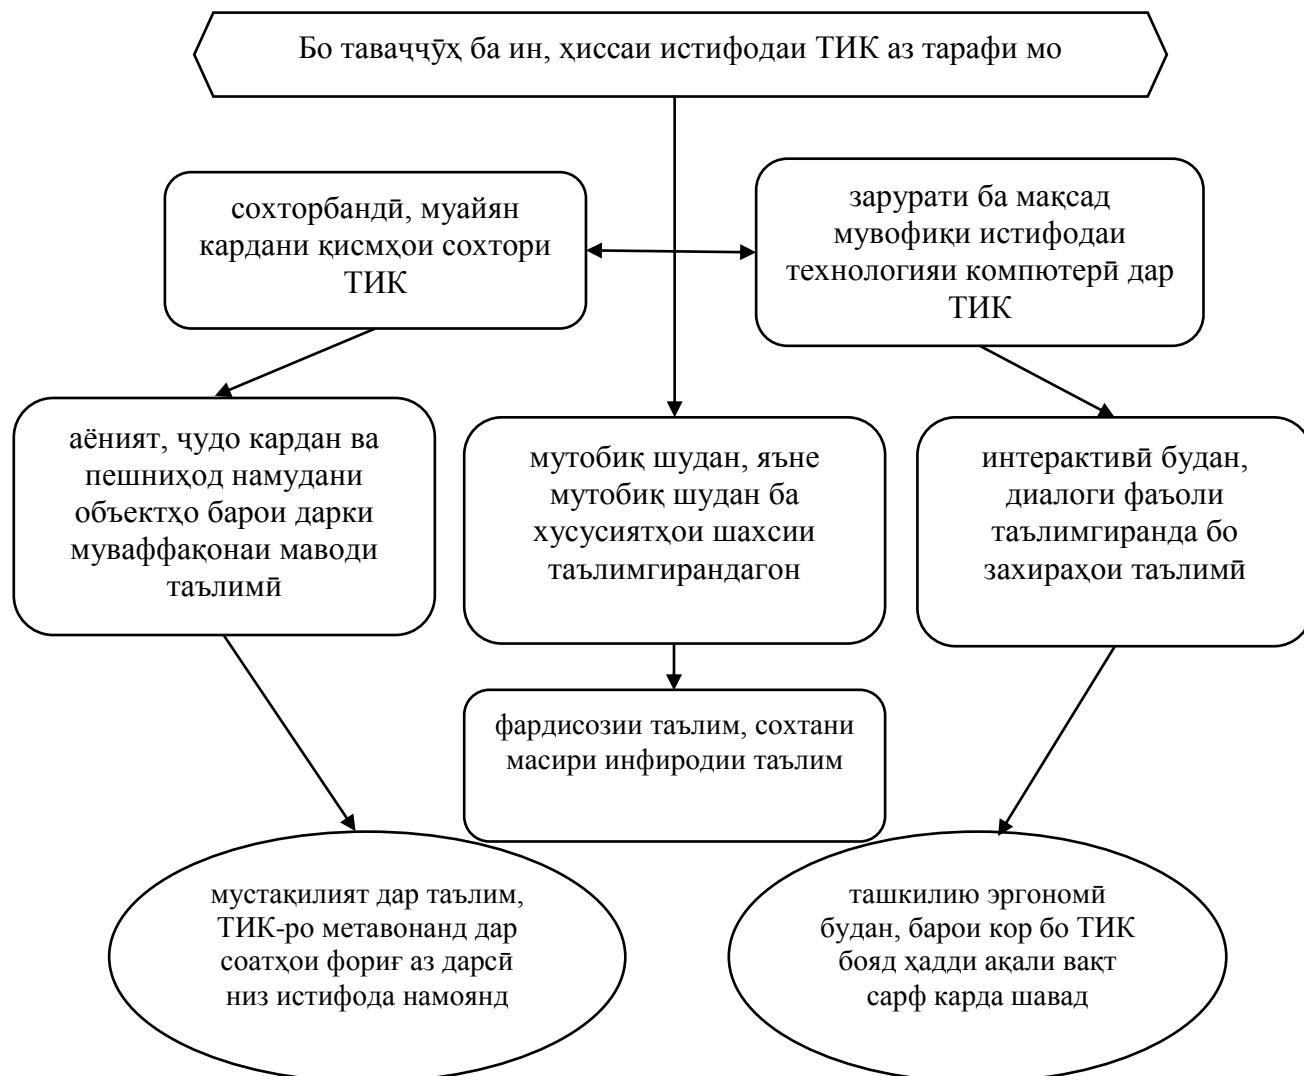 Бо таваҷҷӯҳ ба ин, ҳиссаи истифодаи ТИК аз тарафи мо
сохторбандӣ, муайян
кардани қисмҳои сохтори
ТИК
зарурати ба мақсад
мувофиқи истифодаи
технологияи компютерӣ дар
ТИК
аёният, ҷудо кардан ва
пешниҳод намудани
объектҳо барои дарки
муваффақонаи маводи
таълимӣ
мутобиқ шудан, яъне
мутобиқ шудан ба
хусусиятҳои шахсии
таълимгирандагон
интерактивӣ будан,
диалоги фаъоли
таълимгиранда бо
захираҳои таълимӣ
фардисозии таълим, сохтани
масири инфиродии таълим
мустақилият дар таълим,
ТИК-ро метавонанд дар
соатҳои фориғ аз дарсӣ
низ истифода намоянд
ташкилию эргономӣ
будан, барои кор бо ТИК
бояд ҳадди ақали вақт
сарф карда шавад